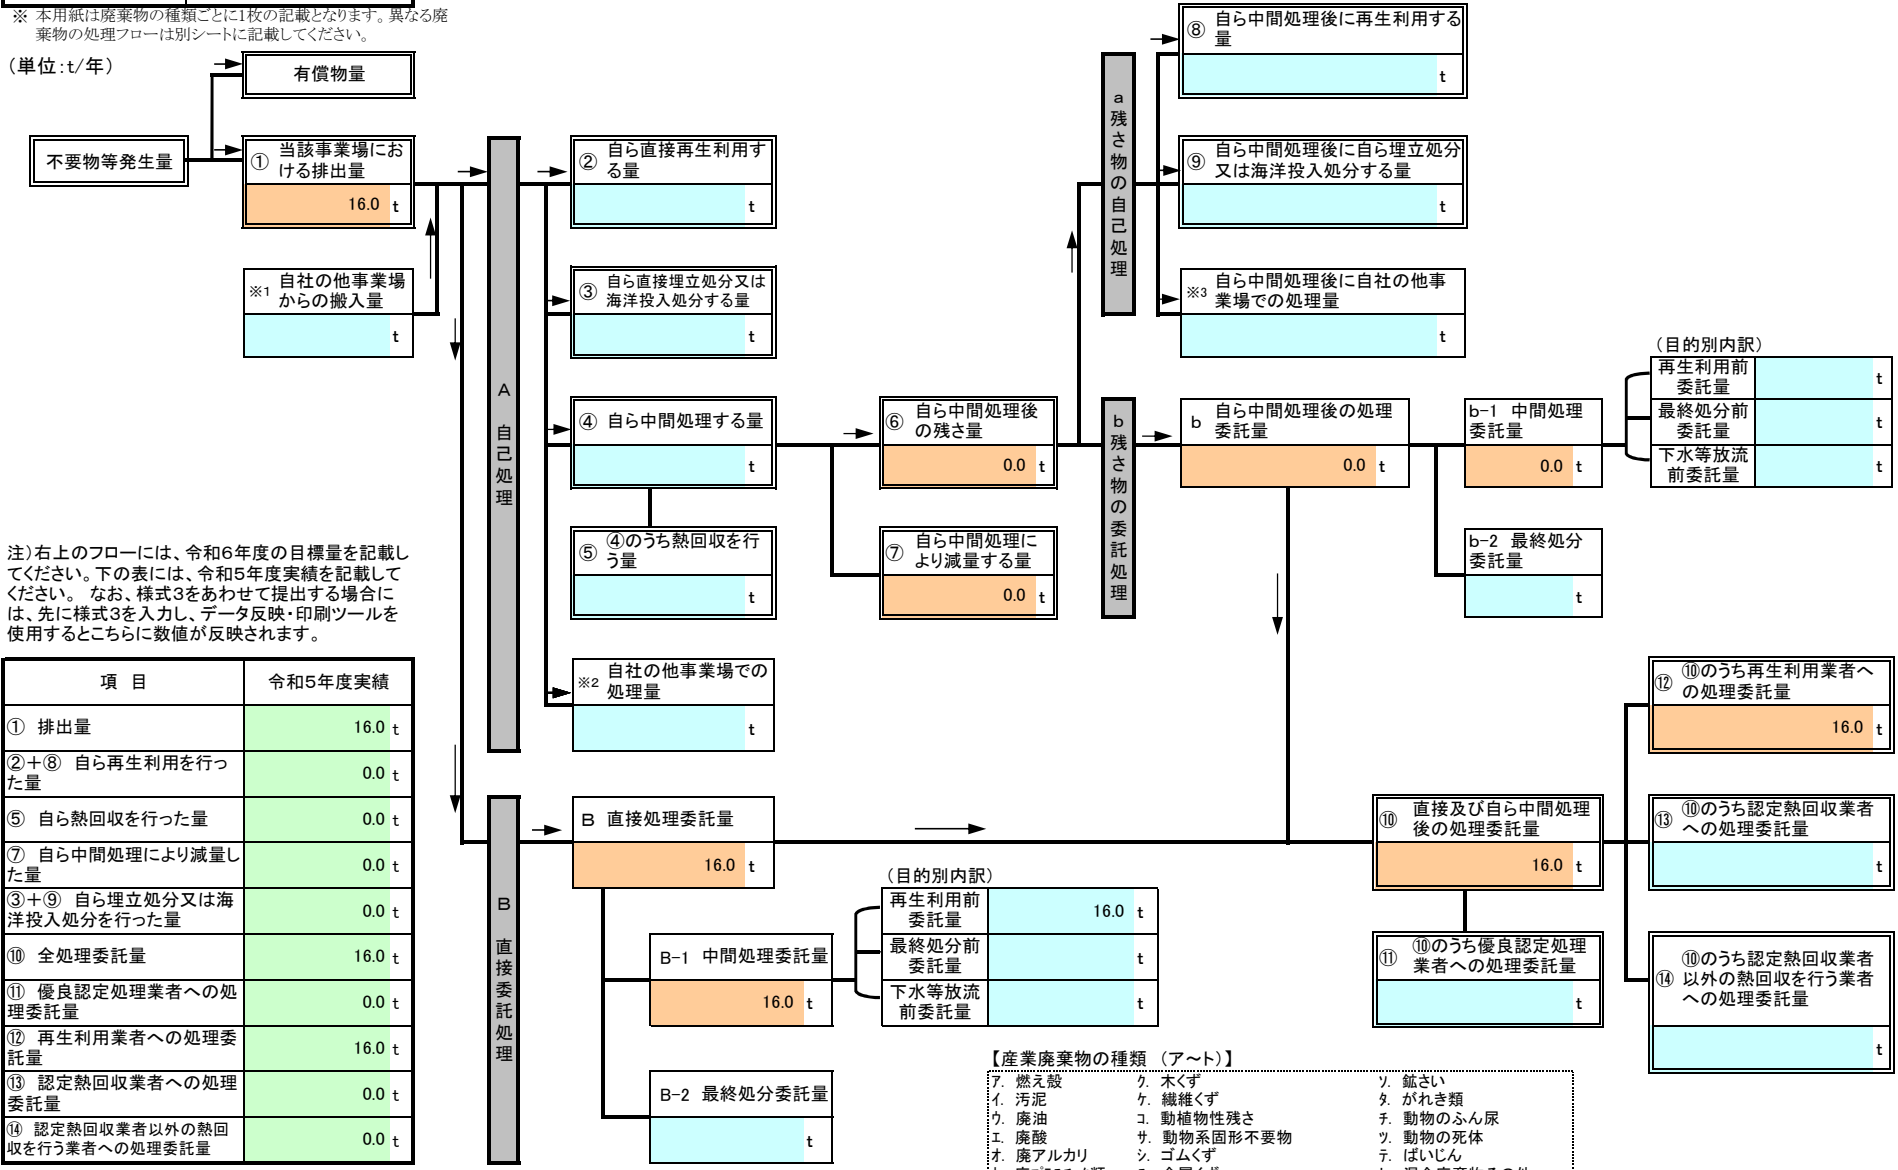 ※ 本用紙は廃棄物の種類ごとに1枚の記載となります。異なる廃
棄物の処理フローは別シートに記載してください。
(単位:t/年)
有償物量
不要物等発生量
① 当該事業場にお
ける排出量
16.0 t
※1 自社の他事業場
からの搬入量
t
A 自己処理
② 自ら直接再生利用す
る量
t
③ 自ら直接埋立処分又は
海洋投入処分する量
t
④ 自ら中間処理する量
t
⑤ ④のうち熱回収を行
う量
t
※2 自社の他事業場での
処理量
t
⑥ 自ら中間処理後
の残さ量
0.0 t
⑦ 自ら中間処理に
より減量する量
0.0 t
a残さ物の自己処理
⑧ 自ら中間処理後に再生利用する
量
t
⑨ 自ら中間処理後に自ら埋立処分
又は海洋投入処分する量
t
※3 自ら中間処理後に自社の他事
業場での処理量
t
b残さ物の委託処理
b 自ら中間処理後の処理
委託量
0.0 t
b-1 中間処理
委託量
0.0 t
(目的別内訳)
再生利用前
委託量
t
最終処分前
委託量
t
下水等放流
前委託量
t
b-2 最終処分
委託量
t
注)右上のフローには、令和6年度の目標量を記載し
てください。下の表には、令和5年度実績を記載して
ください。 なお、様式3をあわせて提出する場合に
は、先に様式3を入力し、データ反映・印刷ツールを
使用するとこちらに数値が反映されます。
項 目 令和5年度実績
① 排出量 16.0 t
②+⑧ 自ら再生利用を行っ
た量 0.0 t
⑤ 自ら熱回収を行った量 0.0 t
⑦ 自ら中間処理により減量し
た量 0.0 t
③+⑨ 自ら埋立処分又は海
洋投入処分を行った量 0.0 t
⑩ 全処理委託量 16.0 t
⑪ 優良認定処理業者への処
理委託量 0.0 t
⑫ 再生利用業者への処理委
託量 16.0 t
⑬ 認定熱回収業者への処理
委託量 0.0 t
⑭ 認定熱回収業者以外の熱回
収を行う業者への処理委託量 0.0 t
B 直接委託処理
B 直接処理委託量
16.0 t
B-1 中間処理委託量
16.0 t
B-2 最終処分委託量
t
(目的別内訳)
再生利用前
委託量
16.0 t
最終処分前
委託量
t
下水等放流
前委託量
t
⑩ 直接及び自ら中間処理
後の処理委託量
16.0 t
⑪ ⑩のうち優良認定処理
業者への処理委託量
t
⑫ ⑩のうち再生利用業者へ
の処理委託量
16.0 t
⑬ ⑩のうち認定熱回収業者
への処理委託量
t
⑭ ⑩のうち認定熱回収業者
以外の熱回収を行う業者
への処理委託量
t
【産業廃棄物の種類 (ア~ト)】
ア. 燃え殻 ク. 木くず ソ. 鉱さい
イ. 汚泥 ケ. 繊維くず タ. がれき類
ウ. 廃油 コ. 動植物性残さ チ. 動物のふん尿
エ. 廃酸 サ. 動物系固形不要物 ツ. 動物の死体
オ. 廃アルカリ シ. ゴムくず テ. ばいじん